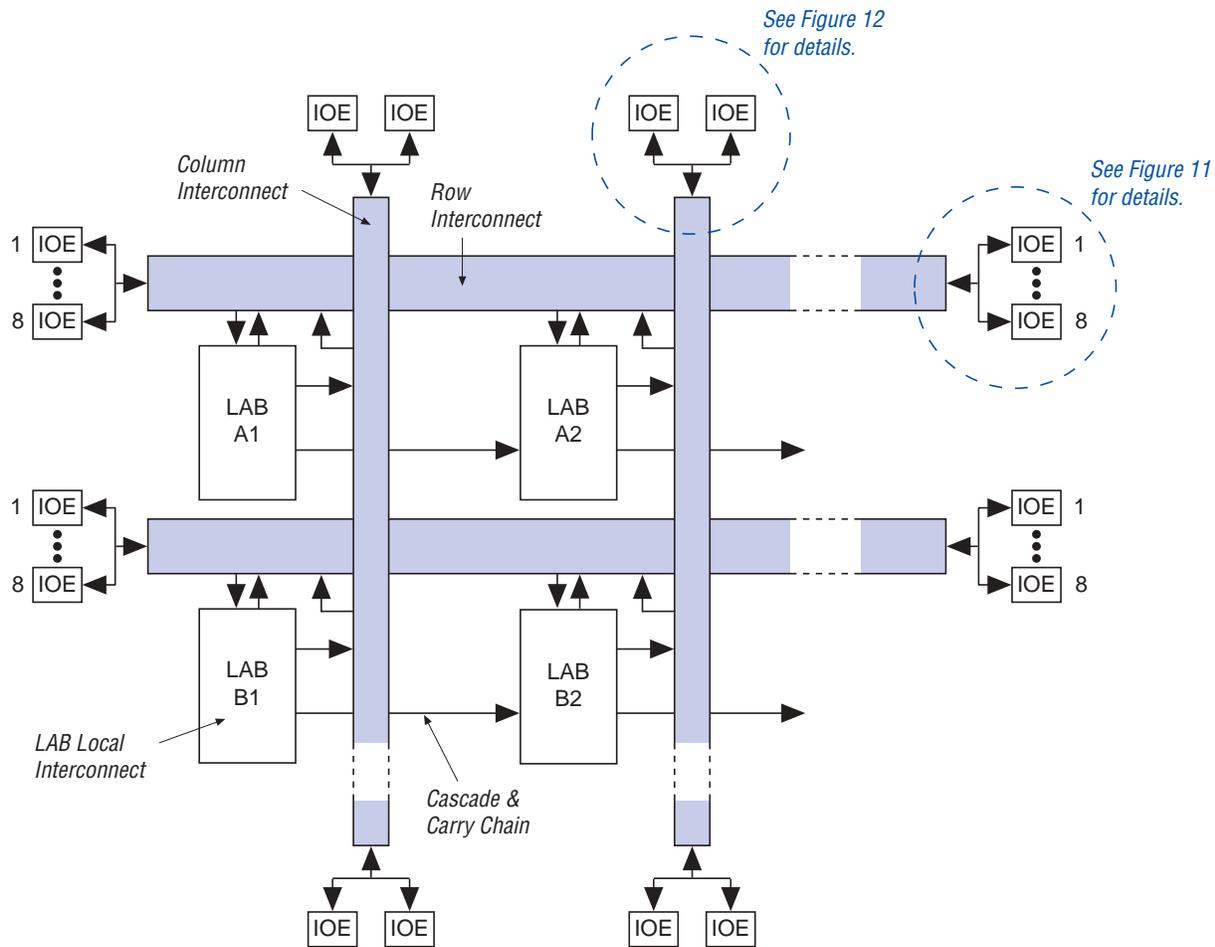 See Figure 12
for details.
IOE IOE
IOE IOE
Column
Interconnect
Row
Interconnect
See Figure 11
for details.
1 IOE
8 IOE
IOE 1
IOE 8
LAB
A1
LAB
A2
1 IOE
8 IOE
IOE 1
IOE 8
LAB
B1
LAB
B2
LAB Local
Interconnect
Cascade &
Carry Chain
IOE IOE
IOE IOE